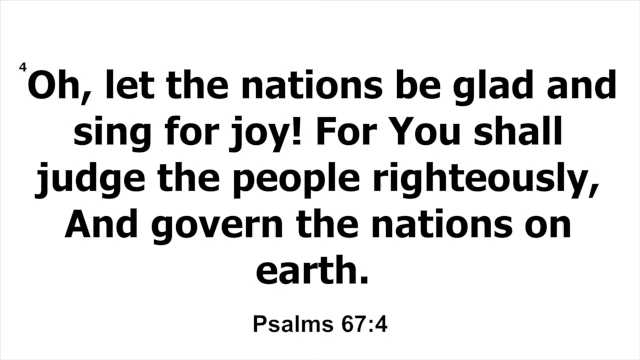 4 Oh, let the nations be glad and
sing for joy! For You shall
judge the people righteously,
And govern the nations on
earth.
Psalms 67:4